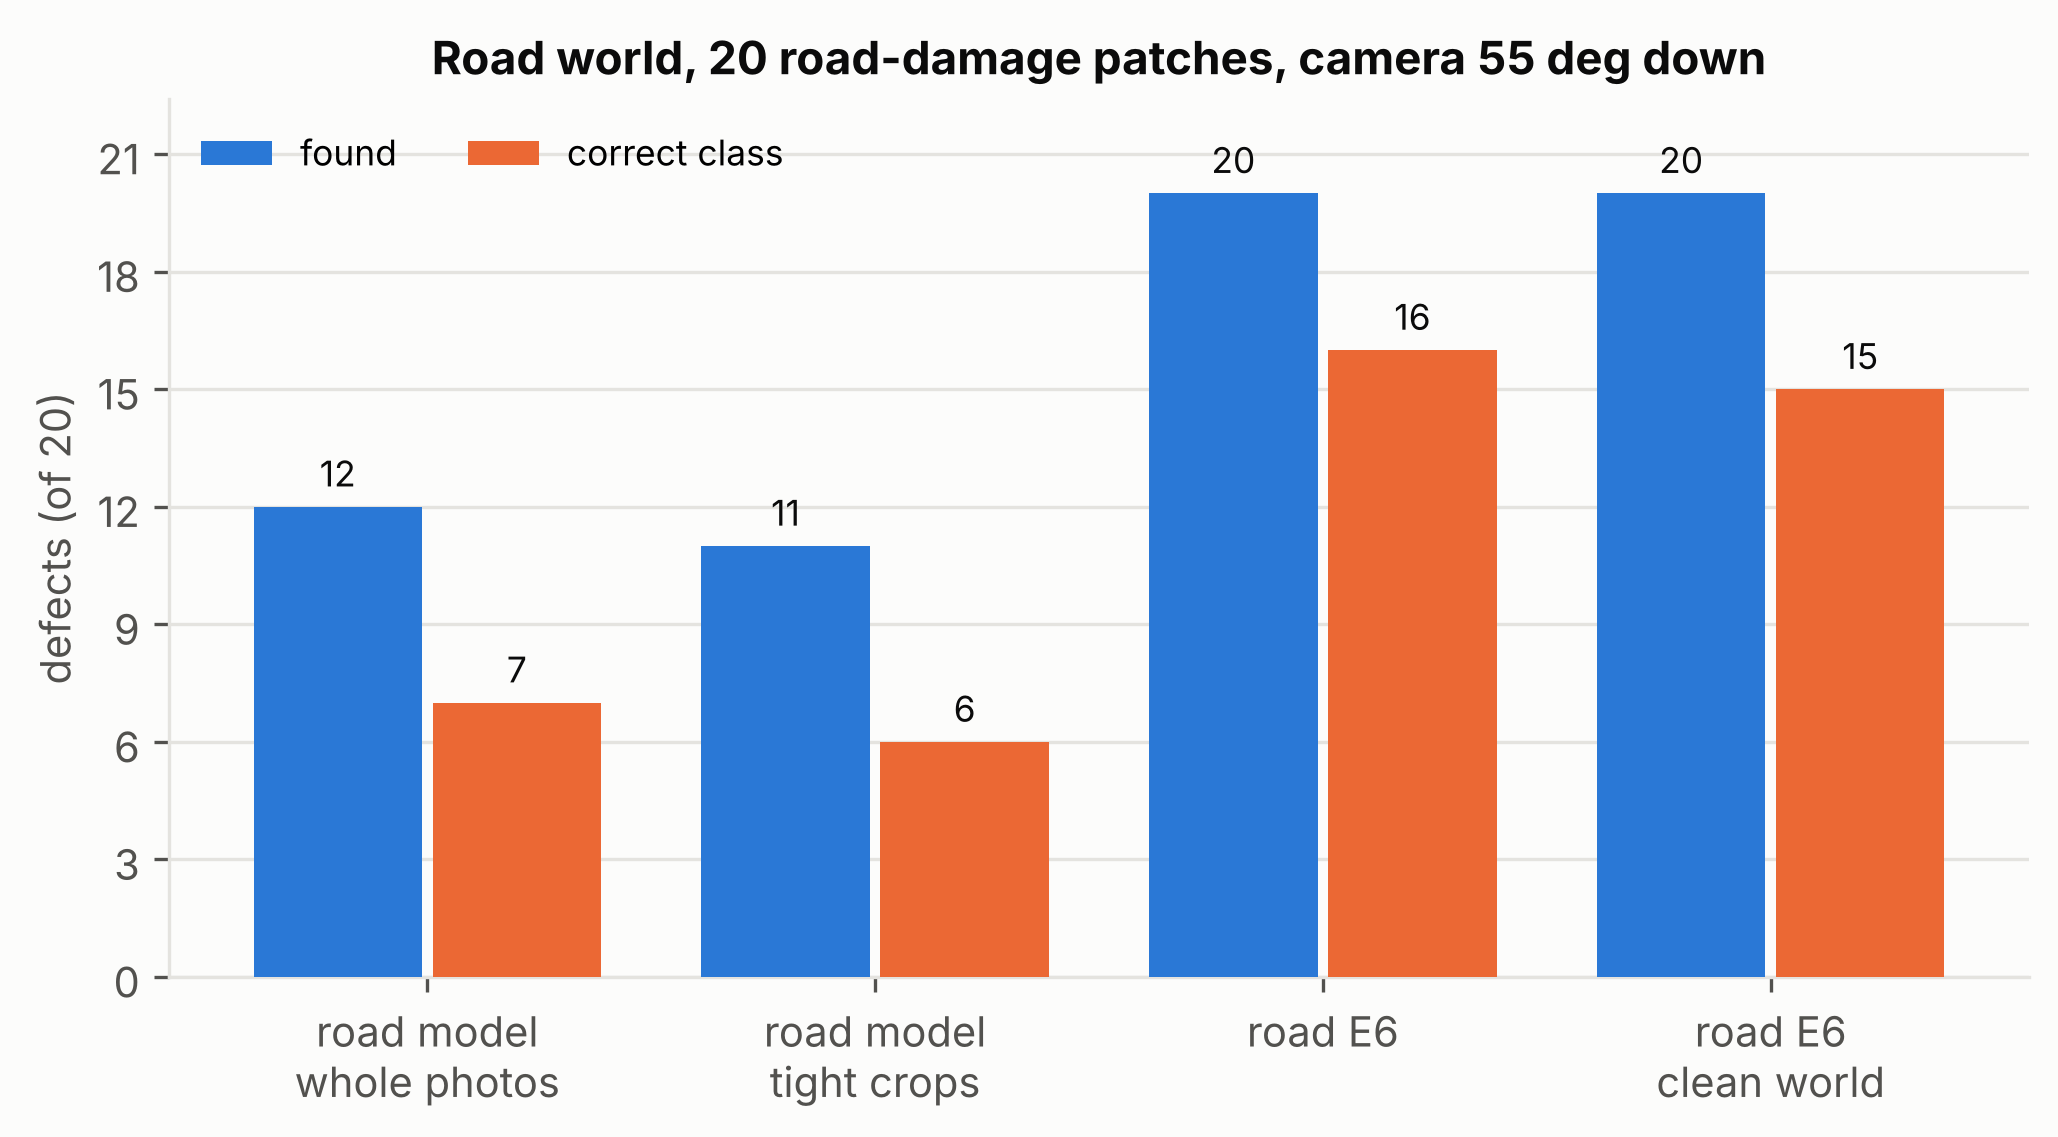 Road world, 20 road-damage patches, camera 55 deg down
found correct class
defects (of 20)
21
18
15
12
9
6
3
0
12
7
11
6
20
16
20
15
road model
whole photos
road model
tight crops
road E6
road E6
clean world